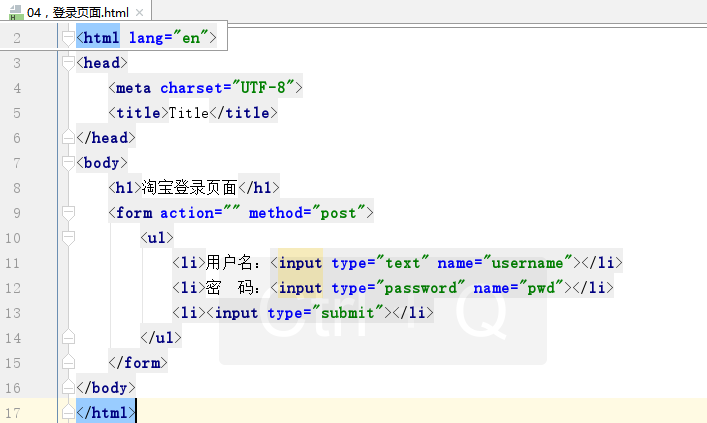 04，登录页面.html
2 <html lang="en">
3 <head>
4 <meta charset="UTF-8">
5 <title>Title</title>
6 </head>
7 <body>
8 <h1>淘宝登录页面</h1>
9 <form action="" method="post">
10 <ul>
11 <li>用户名：<input type="text" name="username"></li>
12 <li>密　码：<input type="password" name="pwd"></li>
13 <li><input type="submit"></li>
14 </ul>
15 </form>
16 </body>
17 </html>
Ctrl + Q